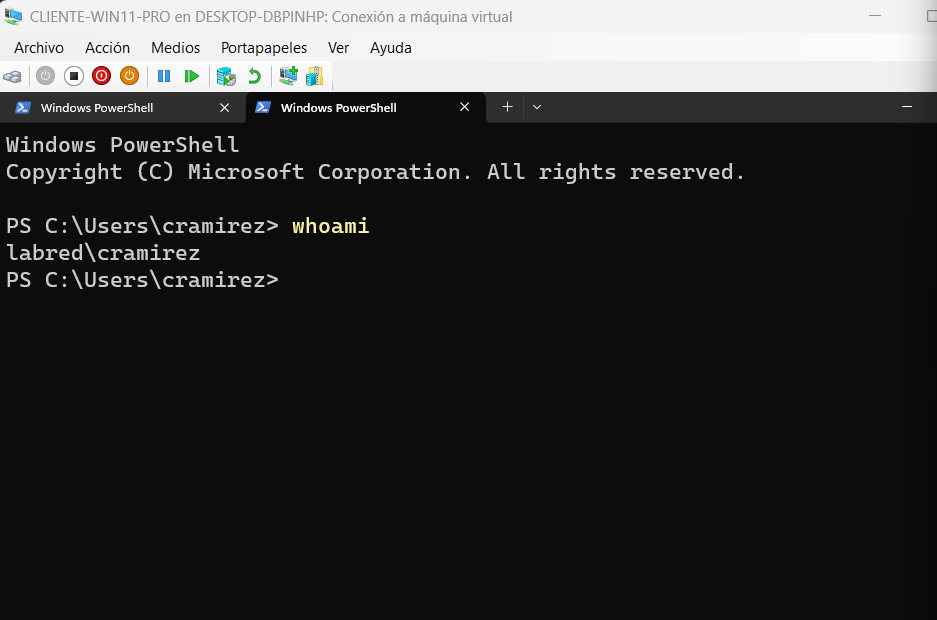 CLIENTE-WIN11-PRO en DESKTOP-DBPINHP: Conexión a máquina virtual
Archivo Acción Medios Portapapeles Ver Ayuda
Windows PowerShell Windows PowerShell
Windows PowerShell
Copyright (C) Microsoft Corporation. All rights reserved.
PS C:\Users\cramirez> whoami
labred\cramirez
PS C:\Users\cramirez>